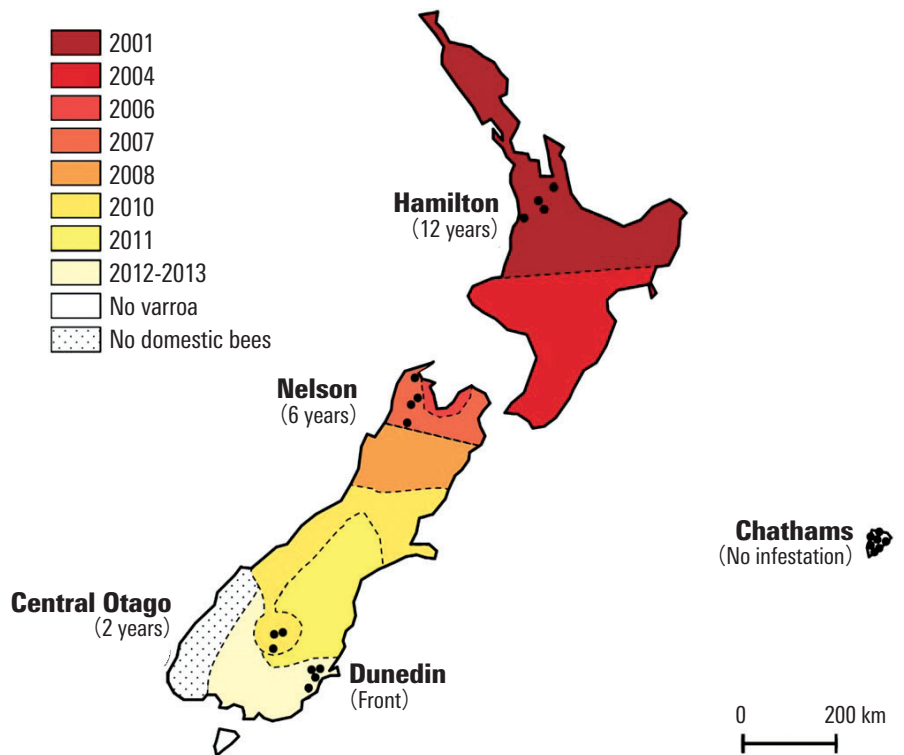 2001
2004
2006
2007
2008
2010
2011
2012-2013
No varroa
No domestic bees
Hamilton
(12 years)
Nelson
(6 years)
Chathams
(No infestation)
Central Otago
(2 years)
Dunedin
(Front)
0 200 km